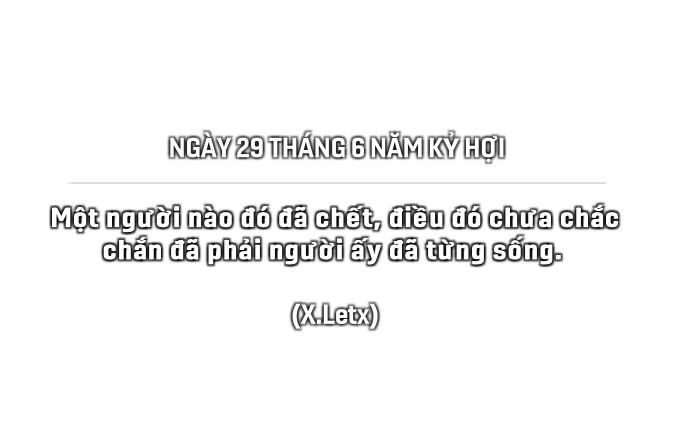 NGÀY 29 THÁNG 6 NĂM KỶ HỢI
Một người nào đó đã chết, điều đó chưa chắc
chắn đã phải người ấy đã từng sống.
(X.Letx)